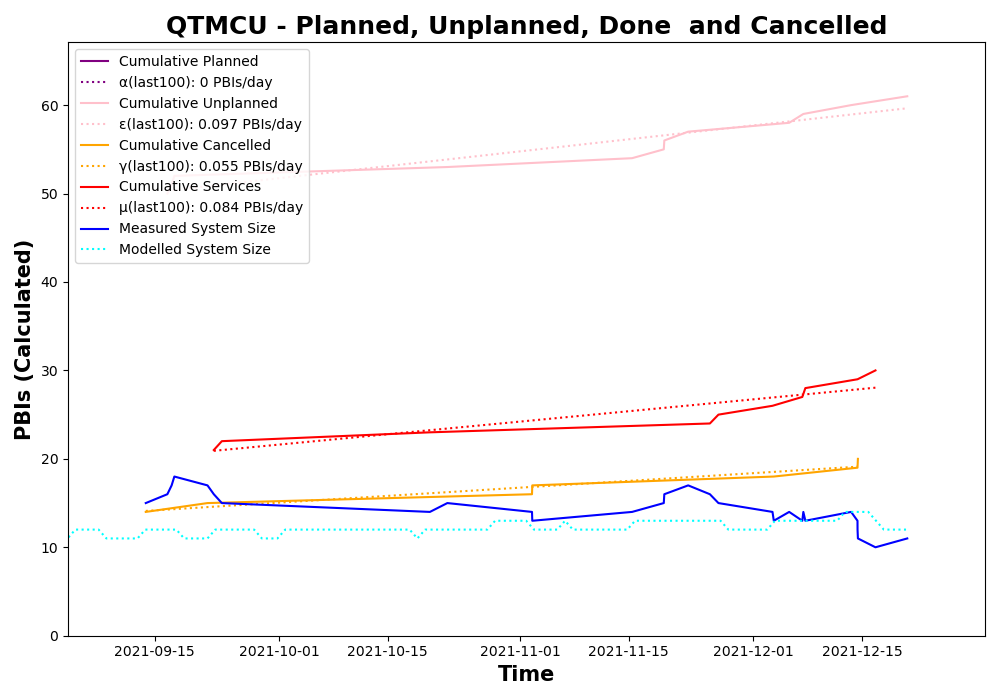 QTMCU - Planned, Unplanned, Done  and Cancelled
Cumulative Planned
α(last100): 0 PBIs/day
Cumulative Unplanned
ε(last100): 0.097 PBIs/day
Cumulative Cancelled
γ(last100): 0.055 PBIs/day
Cumulative Services
μ(last100): 0.084 PBIs/day
Measured System Size
Modelled System Size
PBIs (Calculated)
60
50
40
30
20
10
0
2021-09-15
2021-10-01
2021-10-15
2021-11-01
2021-11-15
2021-12-01
2021-12-15
Time